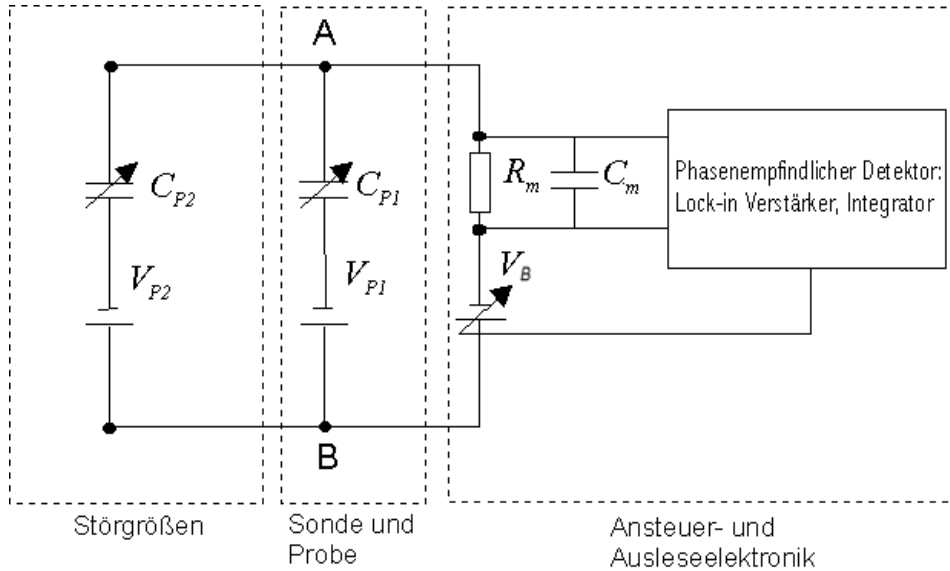 A
C_P2
C_P1
R_m
C_m
Phasenempfindlicher Detektor:
Lock-in Verstärker, Integrator
V_P2
V_P1
V_B
B
Störgrößen
Sonde und
Probe
Ansteuer- und
Ausleseelektronik